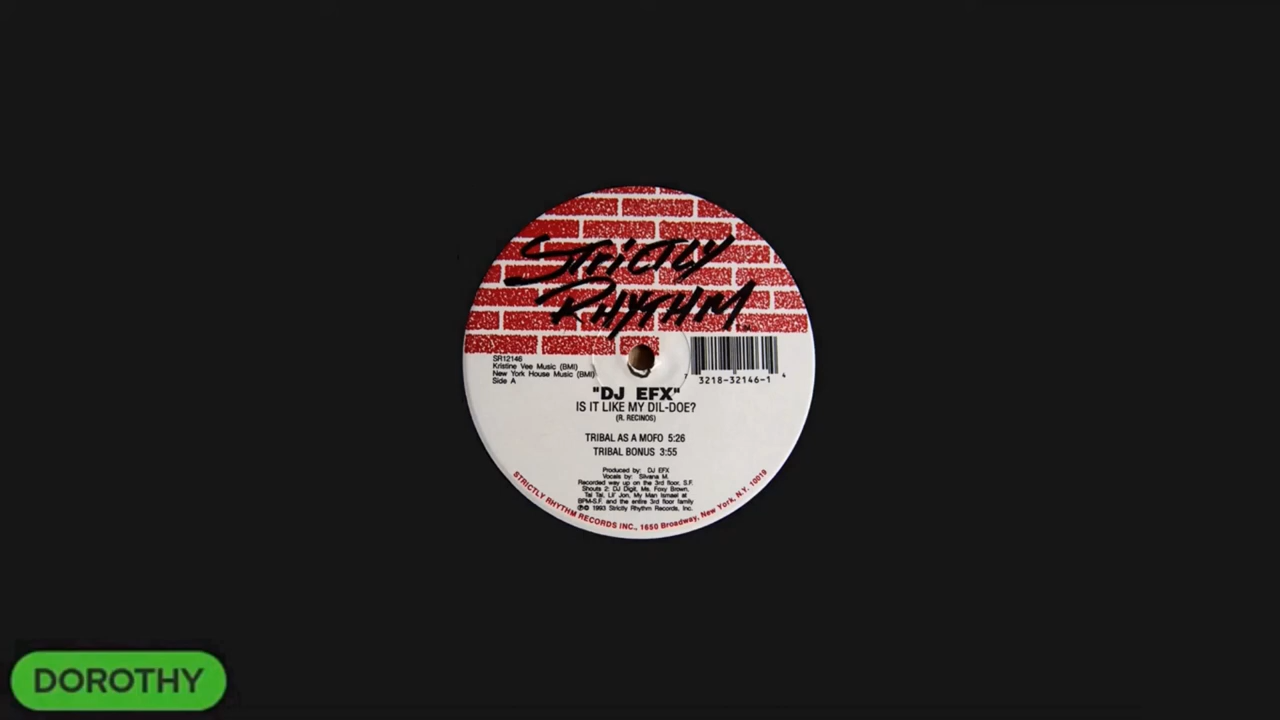 STRICTLY
RHYTHM
SR12146
Kristine Vee Music (BMI)
New York House Music (BMI)
Side A
3218-32146-1
4
"DJ EFX"
IS IT LIKE MY DIL-DOE?
(R. RECINOS)
TRIBAL AS A MOFO 5:26
TRIBAL BONUS 3:55
Produced by: DJ EFX
Vocals by: Silvana M.
Recorded way up on the 3rd floor, S.F.
Shouts 2: DJ Digit, Ms. Foxy Brown,
Tai Tai, Lil' Jon, My Man Ismael at
BPM-S.F. and the entire 3rd floor family
℗© 1993 Strictly Rhythm Records, Inc.
STRICTLY RHYTHM RECORDS INC., 1650 Broadway, New York, N.Y. 10019
DOROTHY